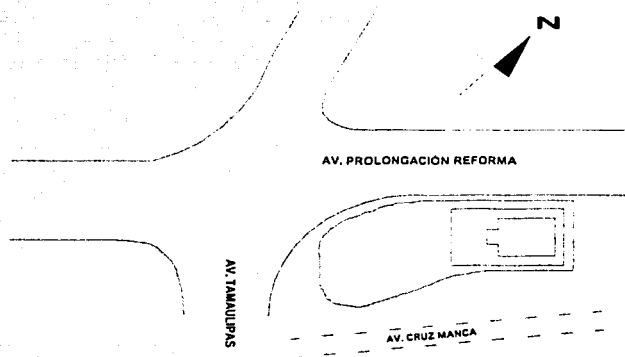 N
AV. PROLONGACIÓN REFORMA
AV. TAMAULIPAS
AV. CRUZ MANCA